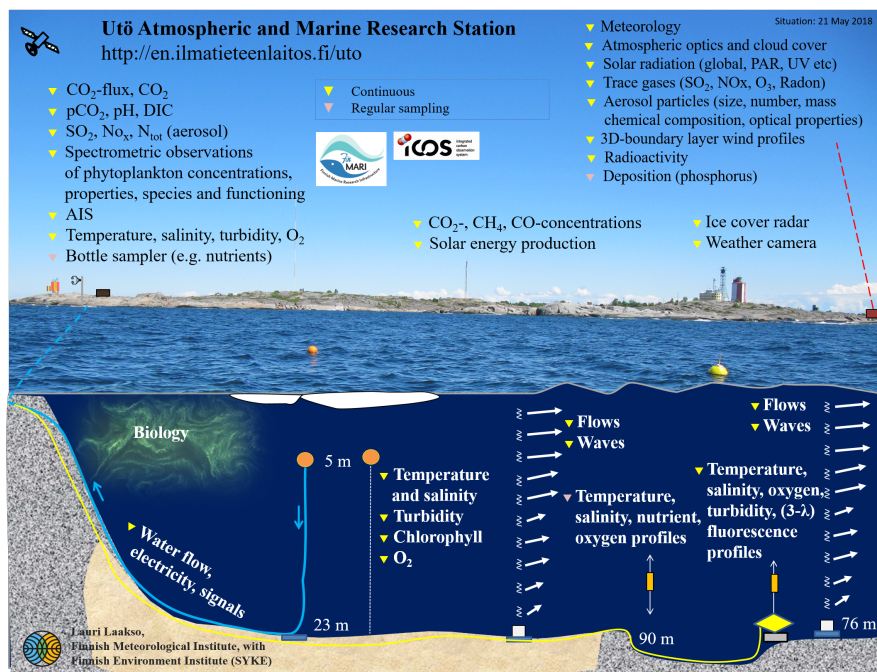 Utö Atmospheric and Marine Research Station
http://en.ilmatieteenlaitos.fi/uto
Situation: 21 May 2018
CO₂-flux, CO₂
pCO₂, pH, DIC
SO₂, Noₓ, Nₜₒₜ (aerosol)
Spectrometric observations
of phytoplankton concentrations,
properties, species and functioning
AIS
Temperature, salinity, turbidity, O₂
Bottle sampler (e.g. nutrients)
Continuous
Regular sampling
Fin
MARI
Finnish Marine Research Infrastructure
ICOS
integrated
carbon
observation
system
Meteorology
Atmospheric optics and cloud cover
Solar radiation (global, PAR, UV etc)
Trace gases (SO₂, NOx, O₃, Radon)
Aerosol particles (size, number, mass
chemical composition, optical properties)
3D-boundary layer wind profiles
Radioactivity
Deposition (phosphorus)
CO₂-, CH₄, CO-concentrations
Solar energy production
Ice cover radar
Weather camera
Biology
5 m
Water flow,
electricity, signals
23 m
Temperature
and salinity
Turbidity
Chlorophyll
O₂
Flows
Waves
Temperature,
salinity, nutrient,
oxygen profiles
90 m
Flows
Waves
Temperature,
salinity, oxygen,
turbidity, (3-λ)
fluorescence
profiles
76 m
Lauri Laakso,
Finnish Meteorological Institute, with
Finnish Environment Institute (SYKE)